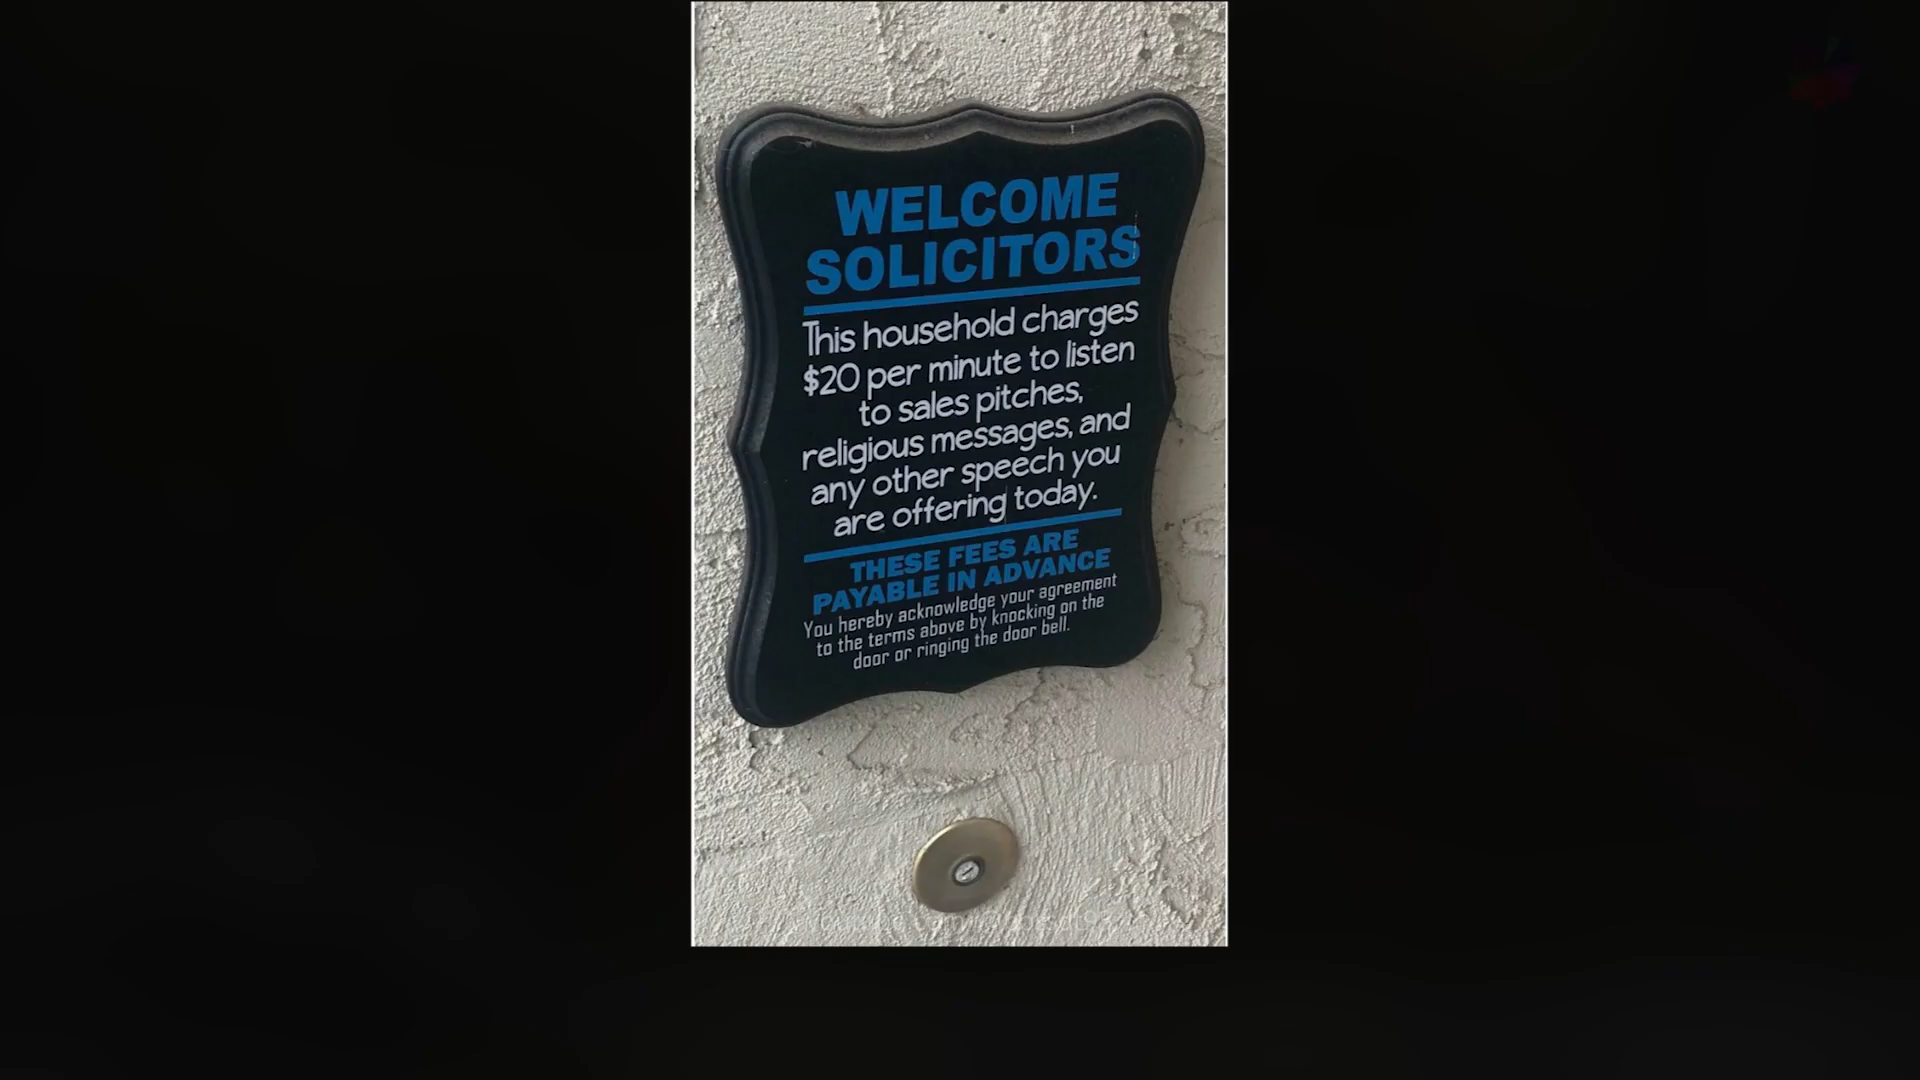 WELCOME
SOLICITORS
This household charges
$20 per minute to listen
to sales pitches,
religious messages, and
any other speech you
are offering today.
THESE FEES ARE
PAYABLE IN ADVANCE
You hereby acknowledge your agreement
to the terms above by knocking on the
door or ringing the door bell.